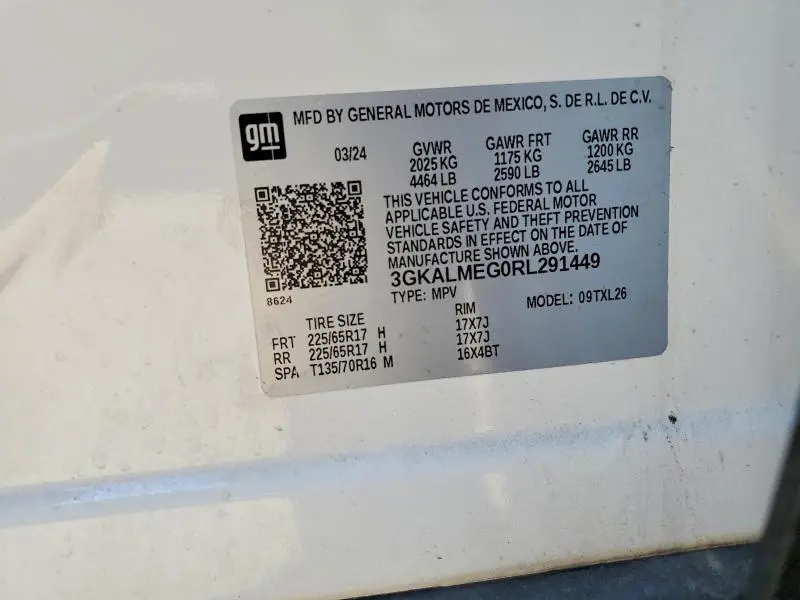 gm
MFD BY GENERAL MOTORS DE MEXICO, S. DE R.L. DE C.V.
03/24 GVWR GAWR FRT GAWR RR
2025 KG 1175 KG 1200 KG
4464 LB 2590 LB 2645 LB
THIS VEHICLE CONFORMS TO ALL
APPLICABLE U.S. FEDERAL MOTOR
VEHICLE SAFETY AND THEFT PREVENTION
STANDARDS IN EFFECT ON THE DATE OF
MANUFACTURE SHOWN ABOVE.
3GKALMEG0RL291449
8624 TYPE: MPV MODEL: 09TXL26
TIRE SIZE RIM
FRT 225/65R17 H 17X7J
RR 225/65R17 H 17X7J
SPA T135/70R16 M 16X4BT